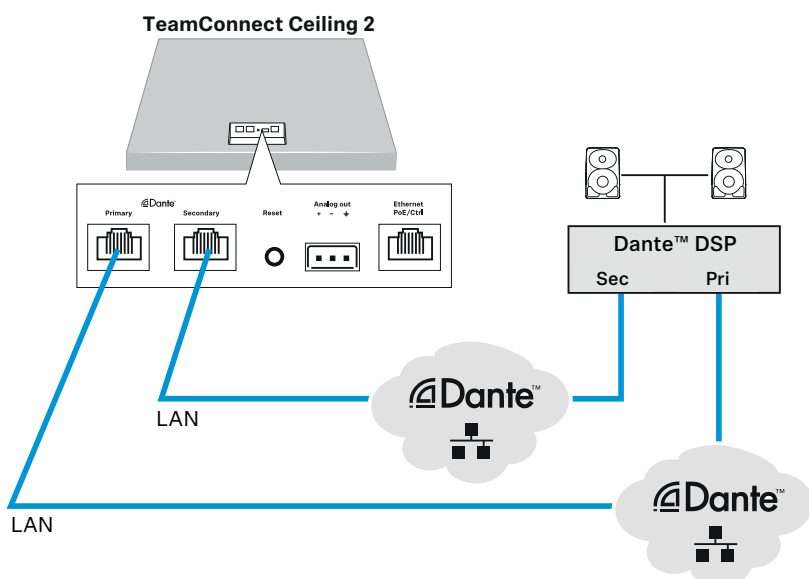 TeamConnect Ceiling 2
Dante™
Primary
Secondary
Reset
Analog out
+ -
Ethernet
PoE/Ctrl
Dante™ DSP
Sec
Pri
Dante™
LAN
Dante™
LAN